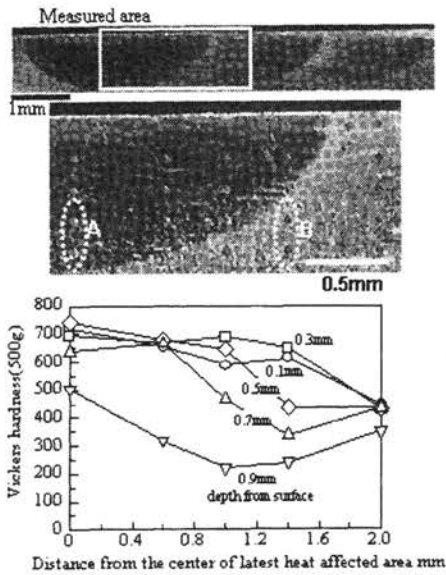 Measured area
1mm
A
B
0.5mm
800
700
600
500
400
300
200
100
0
Vickers hardness(500g)
0.3mm
0.1mm
0.5mm
0.7mm
0.9mm
depth from surface
0 0.4 0.8 1.2 1.6 2.0
Distance from the center of latest heat affected area mm